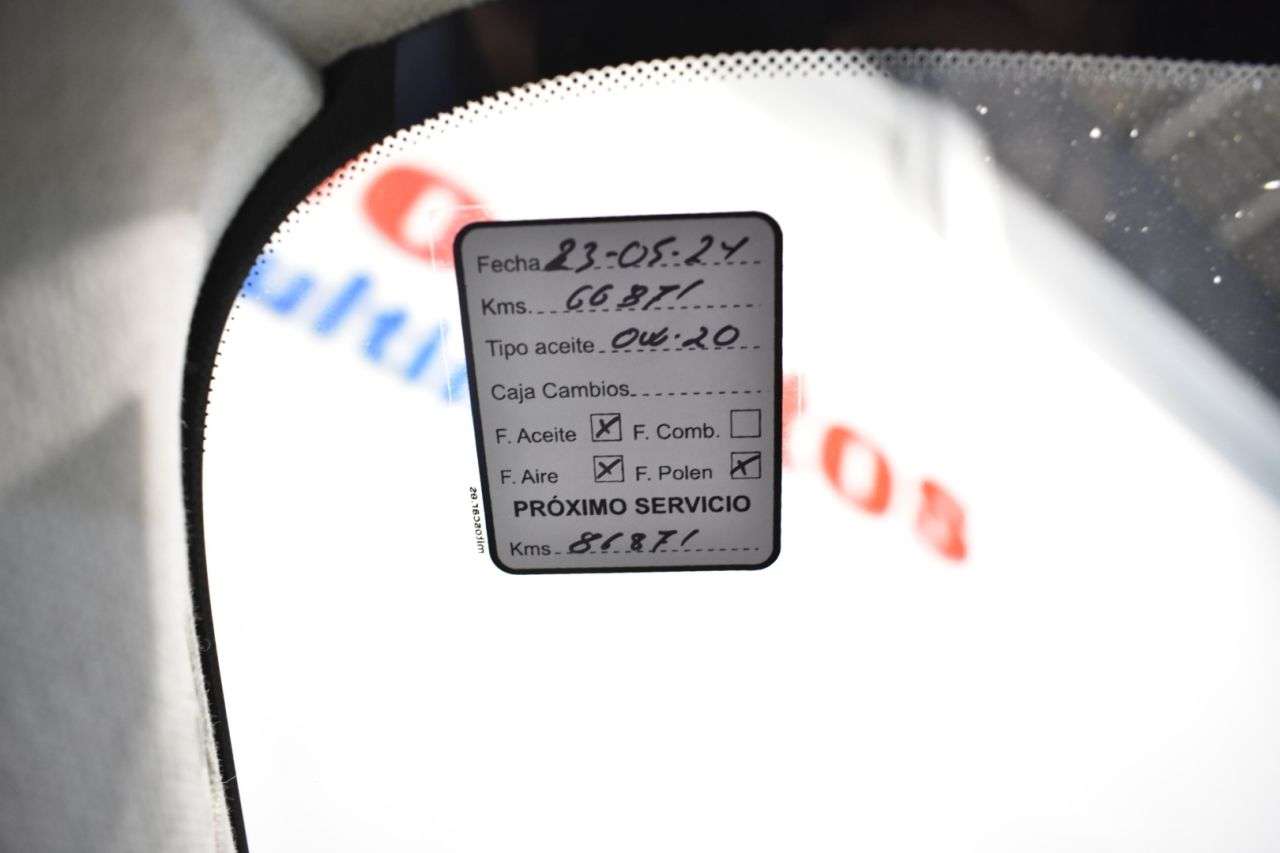 Fecha 23-05-24
Kms. 66871
Tipo aceite 0W-20
Caja Cambios
F. Aceite X F. Comb.
F. Aire X F. Polen X
PRÓXIMO SERVICIO
Kms 86871